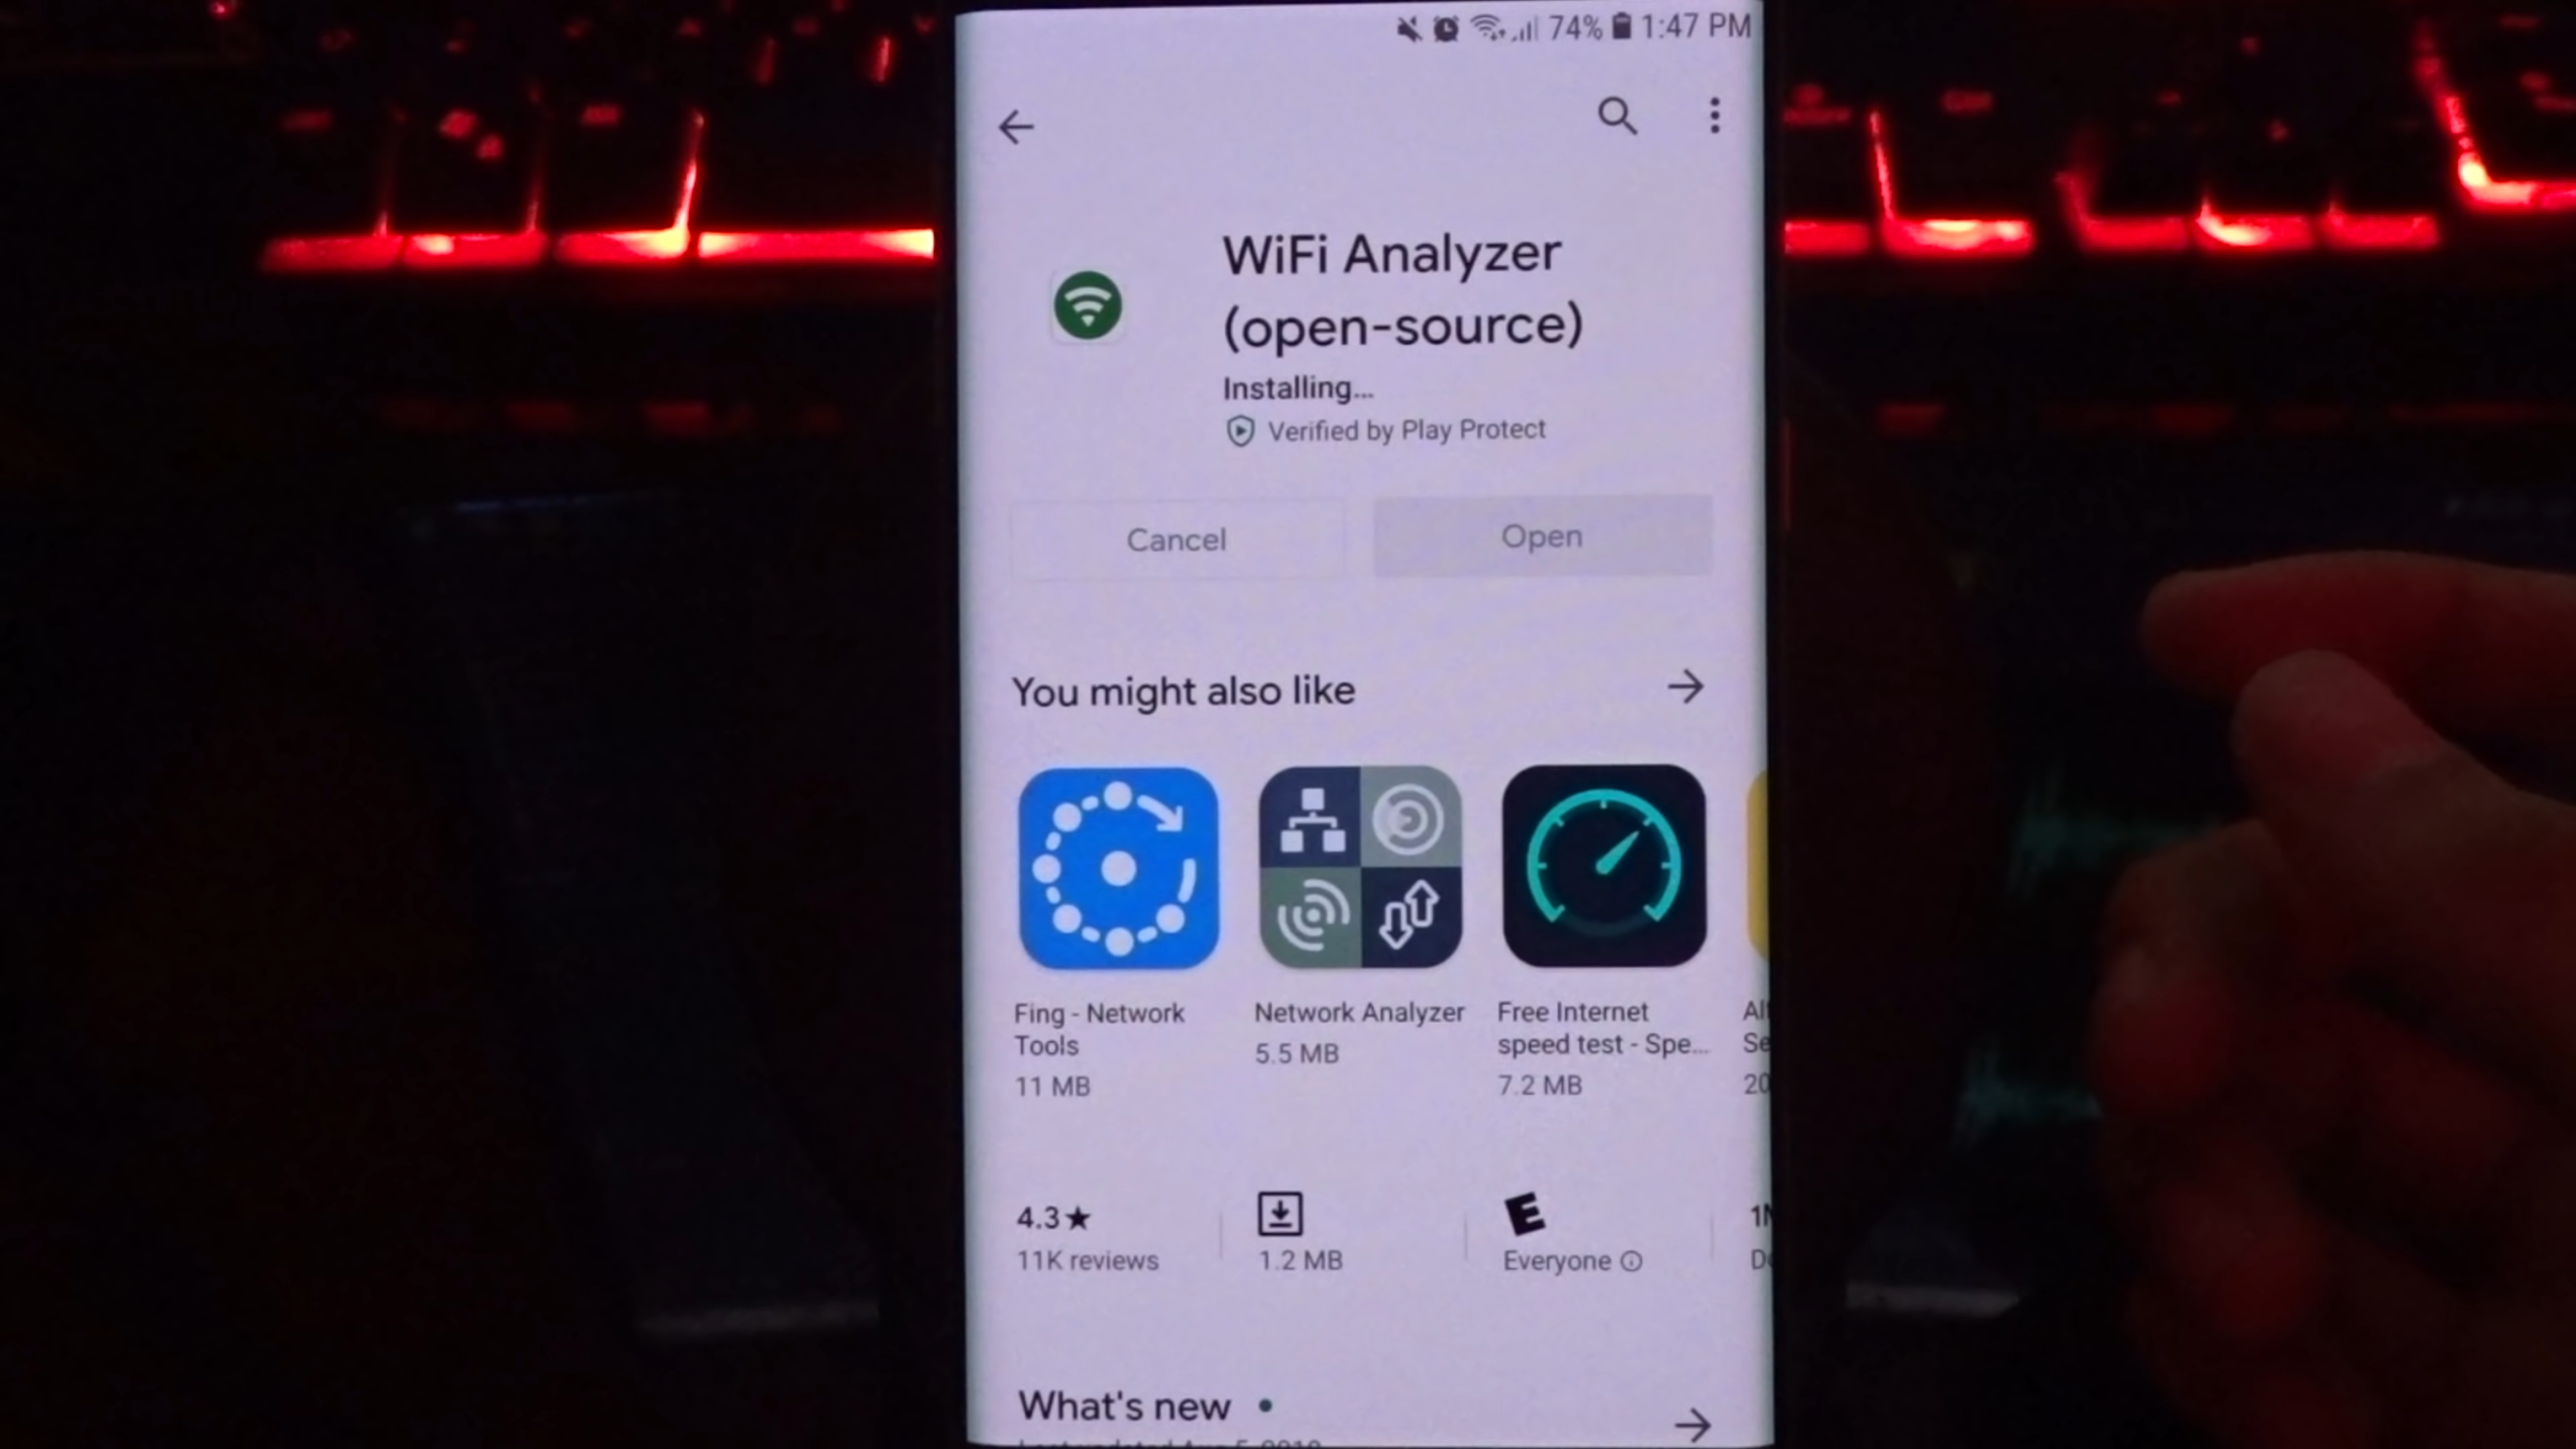 74% 1:47 PM
WiFi Analyzer
(open-source)
Installing...
Verified by Play Protect
Cancel
Open
You might also like
Fing - Network
Tools
11 MB
Network Analyzer
5.5 MB
Free Internet
speed test - Spe...
7.2 MB
Se
20
4.3★
11K reviews
1.2 MB
E
Everyone
What's new